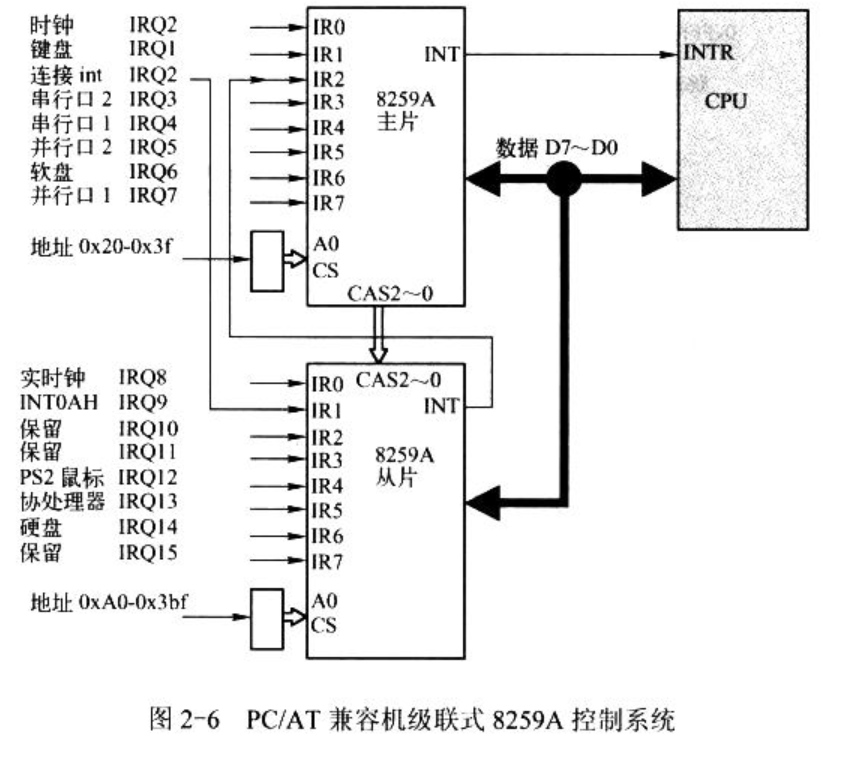 时钟 IRQ2
键盘 IRQ1
连接 int IRQ2
串行口 2 IRQ3
串行口 1 IRQ4
并行口 2 IRQ5
软盘 IRQ6
并行口 1 IRQ7
地址 0x20-0x3f
IR0
IR1
IR2
IR3
IR4
IR5
IR6
IR7
A0
CS
INT
8259A
主片
CAS2~0
INTR
CPU
数据 D7~D0
实时钟 IRQ8
INT0AH IRQ9
保留 IRQ10
保留 IRQ11
PS2 鼠标 IRQ12
协处理器 IRQ13
硬盘 IRQ14
保留 IRQ15
地址 0xA0-0x3bf
IR0
IR1
IR2
IR3
IR4
IR5
IR6
IR7
A0
CS
CAS2~0
INT
8259A
从片
图 2-6 PC/AT 兼容机级联式 8259A 控制系统